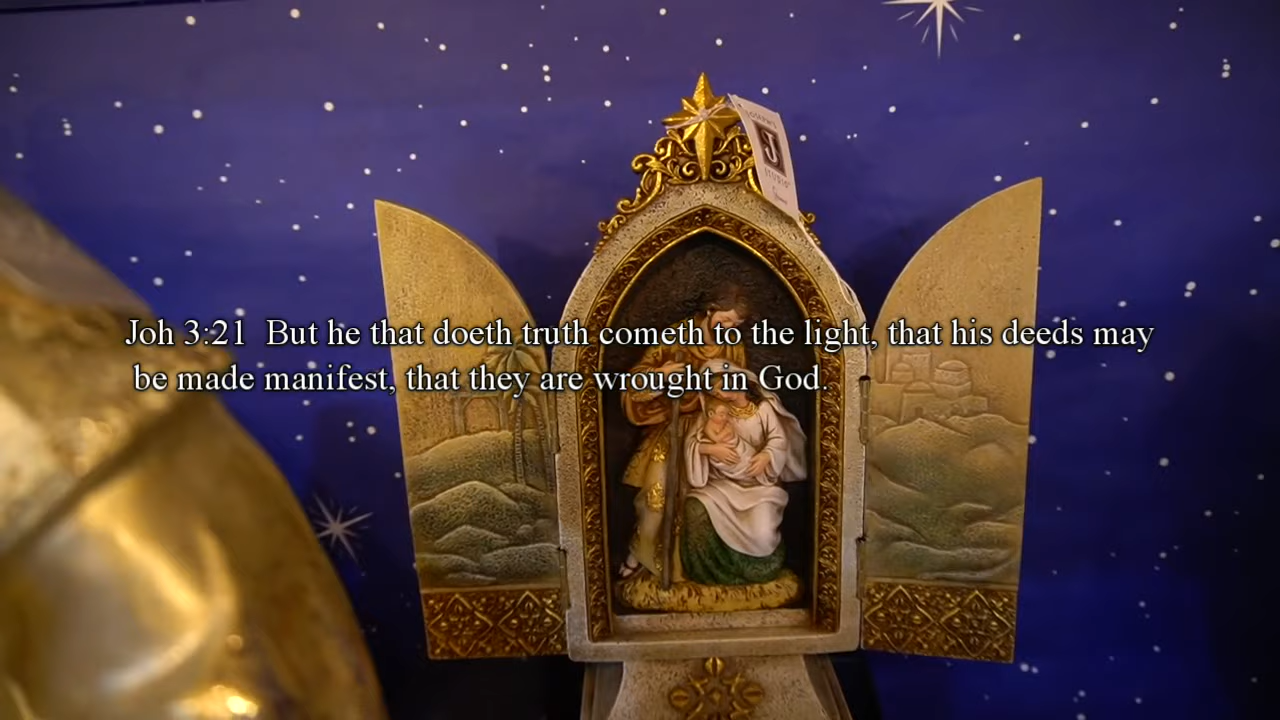 Joh 3:21  But he that doeth truth cometh to the light, that his deeds may
be made manifest, that they are wrought in God.
J